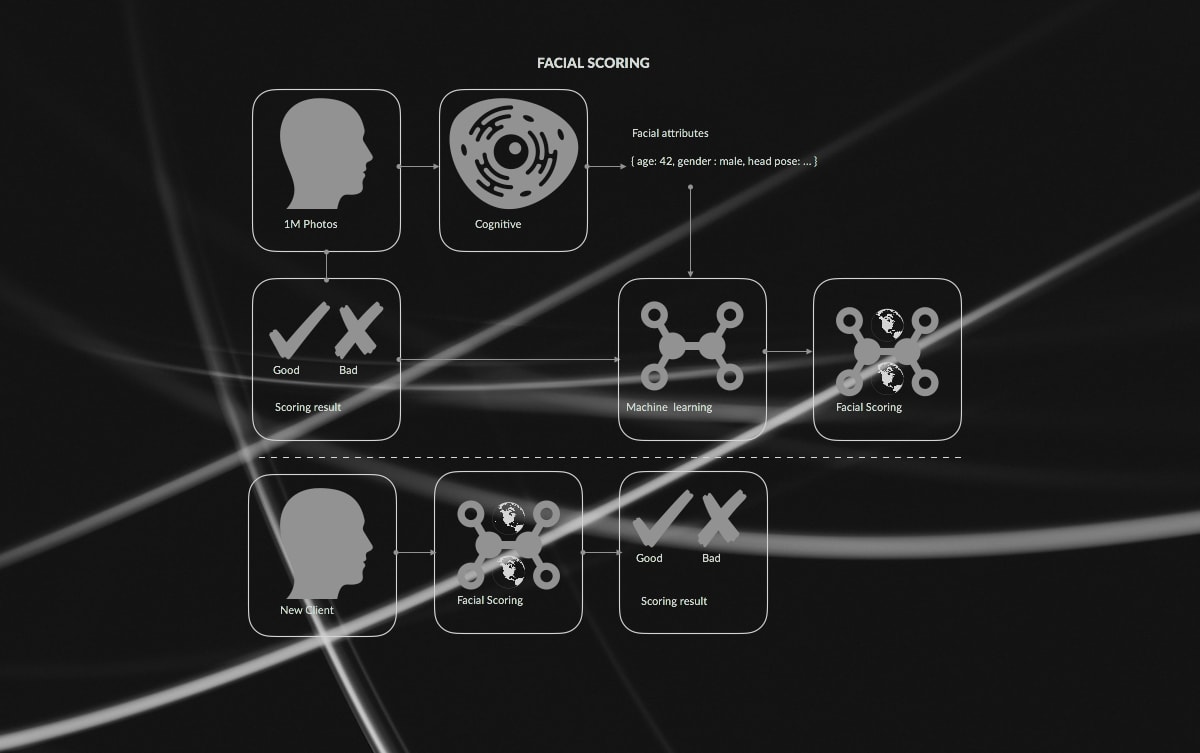 FACIAL SCORING
Facial attributes
{ age: 42, gender : male, head pose: ... }
1M Photos
Cognitive
Good
Bad
Scoring result
Machine learning
Facial Scoring
New Client
Facial Scoring
Good
Bad
Scoring result